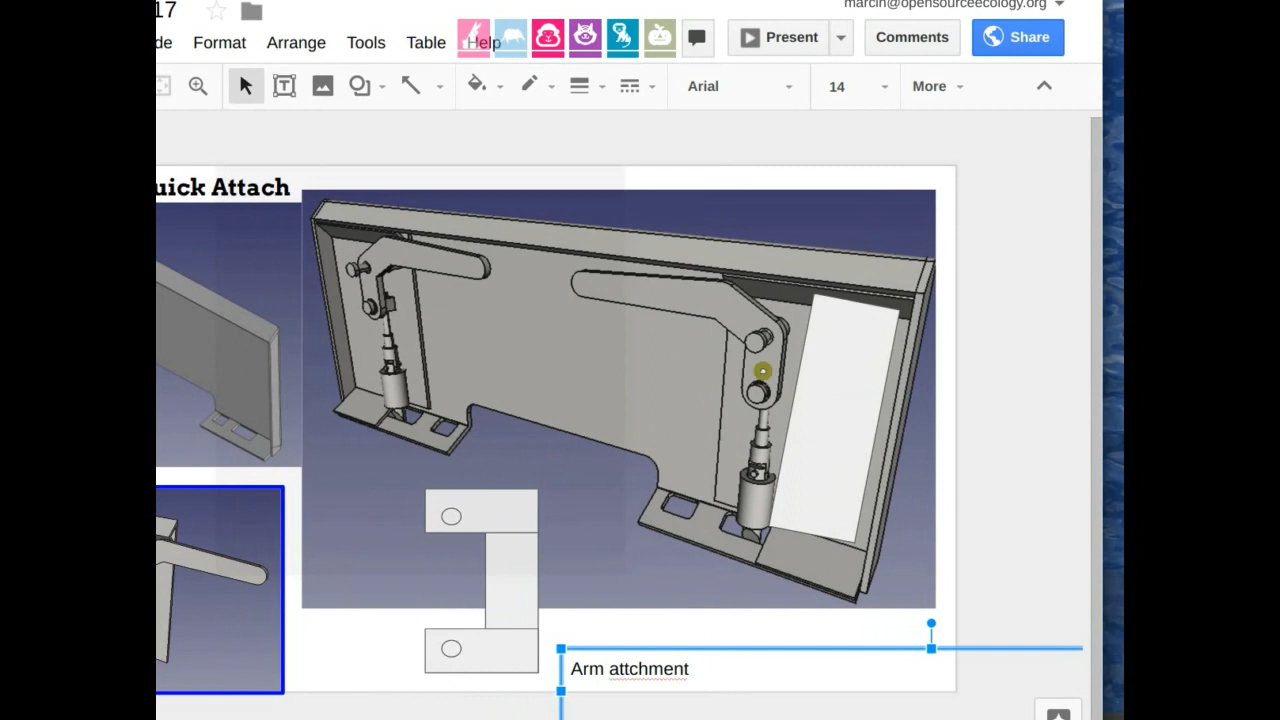 17
marcin@opensourceecology.org
de Format Arrange Tools Table Help
Present
Comments
Share
Arial
14
More
uick Attach
Arm attchment